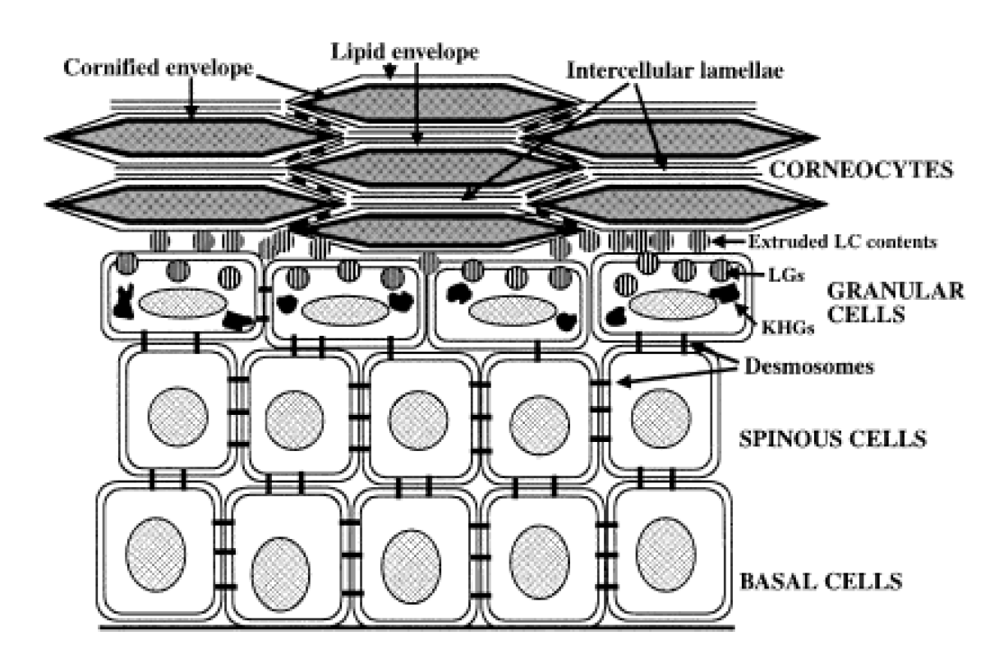 Lipid envelope
Cornified envelope
Intercellular lamellae
CORNEOCYTES
Extruded LC contents
LGs
GRANULAR
CELLS
KHGs
Desmosomes
SPINOUS CELLS
BASAL CELLS